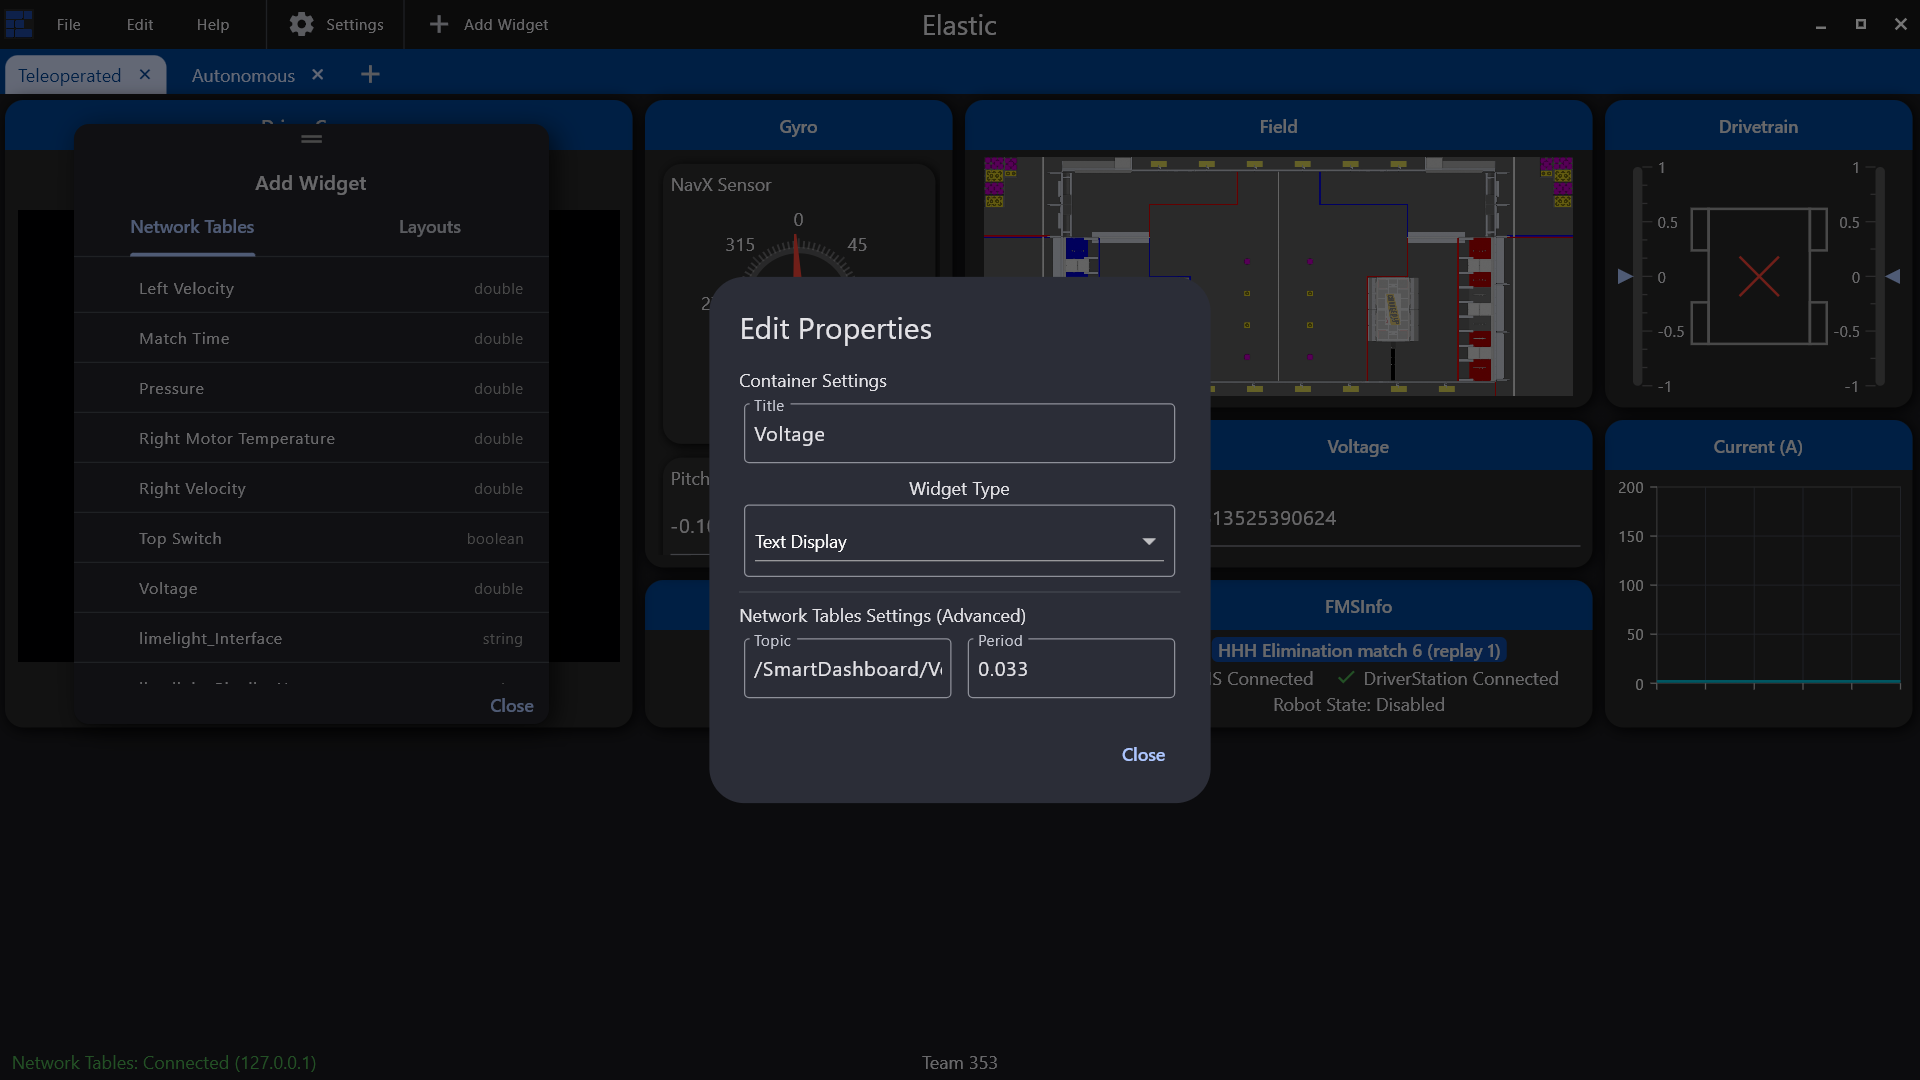 File Edit Help Settings Add Widget Elastic
Teleoperated Autonomous
Gyro Field Drivetrain
Add Widget
Network Tables Layouts
Left Velocity double
Match Time double
Pressure double
Right Motor Temperature double
Right Velocity double
Top Switch boolean
Voltage double
limelight_Interface string
Close
NavX Sensor
0
315 45
Pitch
-0.1
Edit Properties
Container Settings
Title
Voltage
Widget Type
Text Display
Network Tables Settings (Advanced)
Topic Period
/SmartDashboard/V 0.033
Close
1 1
0.5 0.5
0 0
-0.5 -0.5
-1 -1
Voltage
13525390624
Current (A)
200
150
100
50
0
FMSInfo
HHH Elimination match 6 (replay 1)
S Connected DriverStation Connected
Robot State: Disabled
Network Tables: Connected (127.0.0.1) Team 353